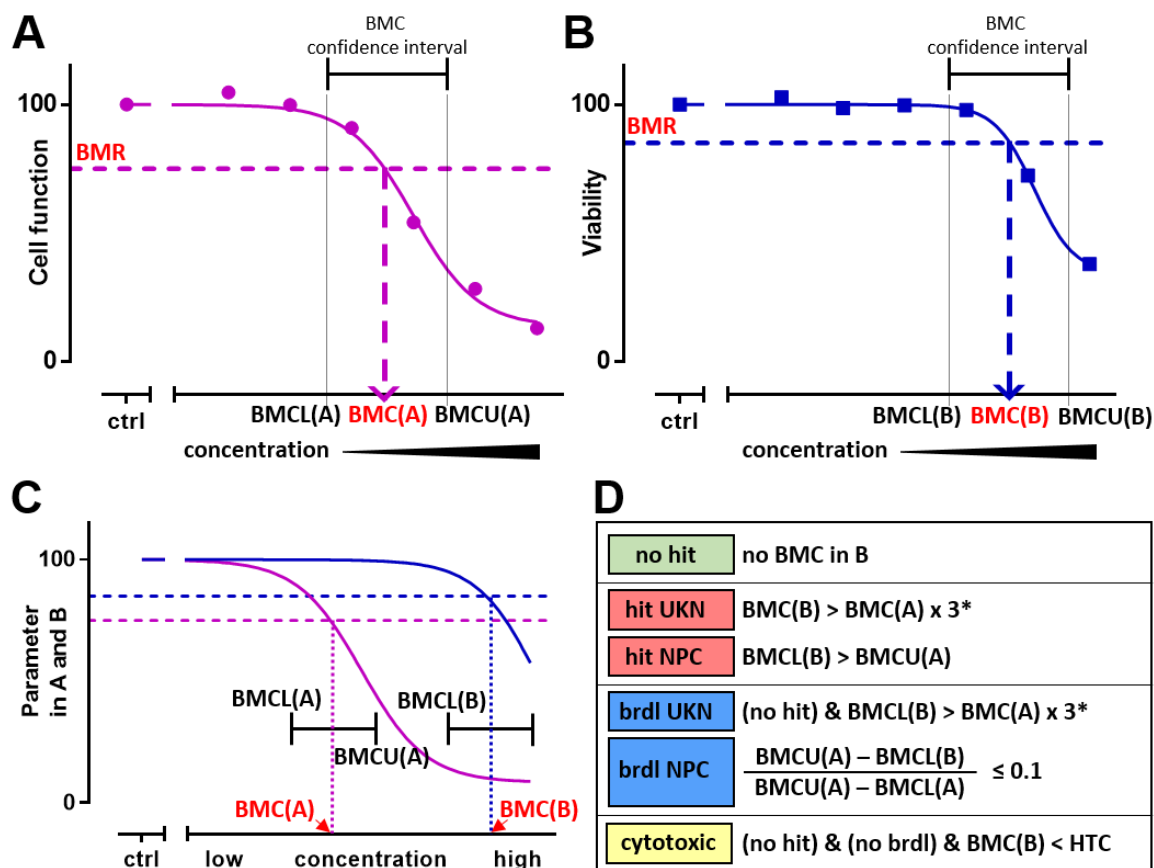 A
BMC
confidence interval
100
BMR
Cell function
0
ctrl
BMCL(A) BMC(A) BMCU(A)
concentration
B
BMC
confidence interval
100
BMR
Viability
0
ctrl
BMCL(B) BMC(B) BMCU(B)
concentration
C
100
Parameter
in A and B
BMCL(A)
BMCL(B)
BMCU(A)
0
BMC(A)
BMC(B)
ctrl low concentration high
D
no hit no BMC in B
hit UKN BMC(B) > BMC(A) x 3*
hit NPC BMCL(B) > BMCU(A)
brdl UKN (no hit) & BMCL(B) > BMC(A) x 3*
BMCU(A) – BMCL(B)
brdl NPC ≤ 0.1
BMCU(A) – BMCL(A)
cytotoxic (no hit) & (no brdl) & BMC(B) < HTC